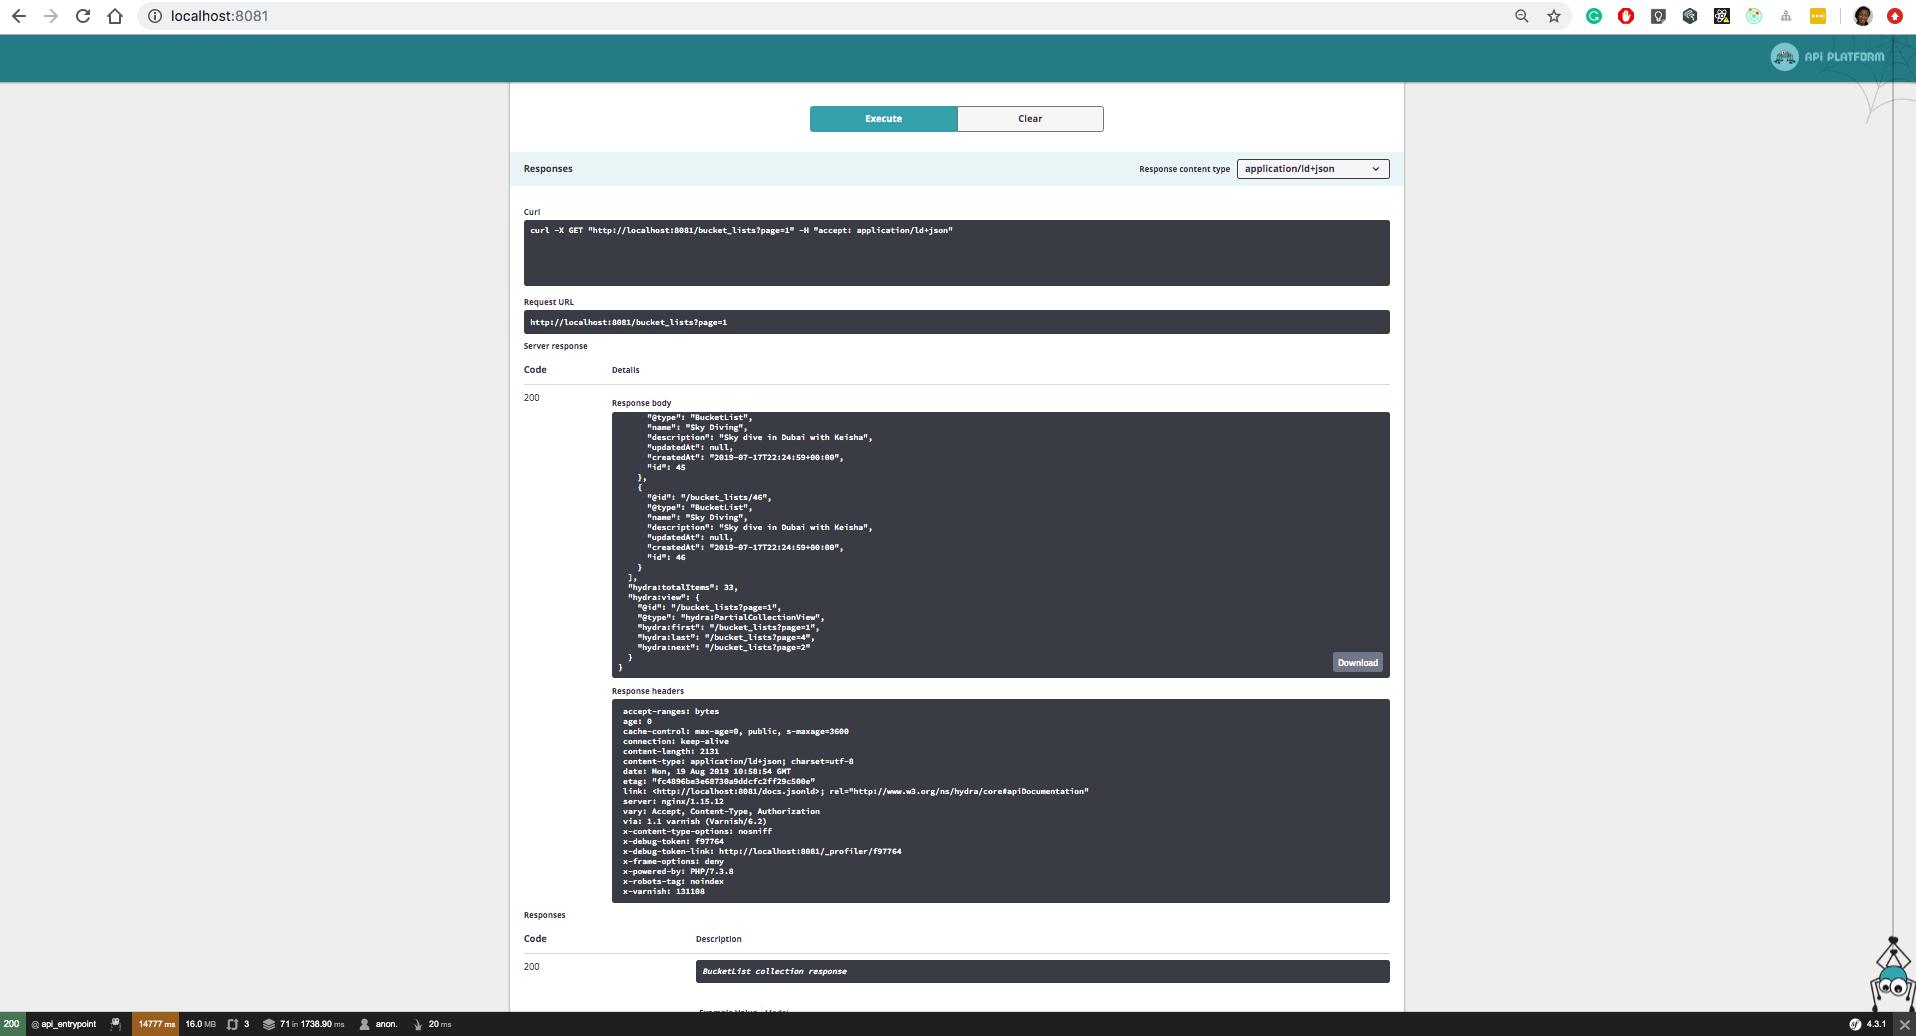 localhost:8081
API PLATFORM
Execute
Clear
Responses
Response content type
application/ld+json
Curl
curl -X GET "http://localhost:8081/bucket_lists?page=1" -H "accept: application/ld+json"
Request URL
http://localhost:8081/bucket_lists?page=1
Server response
Code
Details
200
Response body
"@type": "BucketList",
"name": "Sky Diving",
"description": "Sky dive in Dubai with Keisha",
"updatedAt": null,
"createdAt": "2019-07-17T22:24:59+00:00",
"id": 45
},
{
"@id": "/bucket_lists/46",
"@type": "BucketList",
"name": "Sky Diving",
"description": "Sky dive in Dubai with Keisha",
"updatedAt": null,
"createdAt": "2019-07-17T22:24:59+00:00",
"id": 46
}
],
"hydra:totalItems": 33,
"hydra:view": {
"@id": "/bucket_lists?page=1",
"@type": "hydra:PartialCollectionView",
"hydra:first": "/bucket_lists?page=1",
"hydra:last": "/bucket_lists?page=4",
"hydra:next": "/bucket_lists?page=2"
}
}
Download
Response headers
accept-ranges: bytes
age: 0
cache-control: max-age=0, public, s-maxage=3600
connection: keep-alive
content-length: 2131
content-type: application/ld+json; charset=utf-8
date: Mon, 19 Aug 2019 10:58:54 GMT
etag: "fc4896be3e68730a9ddcfc2ff29c500e"
link: <http://localhost:8081/docs.jsonld>; rel="http://www.w3.org/ns/hydra/core#apiDocumentation"
server: nginx/1.15.12
vary: Accept, Content-Type, Authorization
via: 1.1 varnish (Varnish/6.2)
x-content-type-options: nosniff
x-debug-token: f97764
x-debug-token-link: http://localhost:8081/_profiler/f97764
x-frame-options: deny
x-powered-by: PHP/7.3.8
x-robots-tag: noindex
x-varnish: 131108
Responses
Code
Description
200
BucketList collection response
200 @ api_entrypoint 14777 ms 16.0 MB 3 71 in 1738.90 ms anon. 20 ms 4.3.1